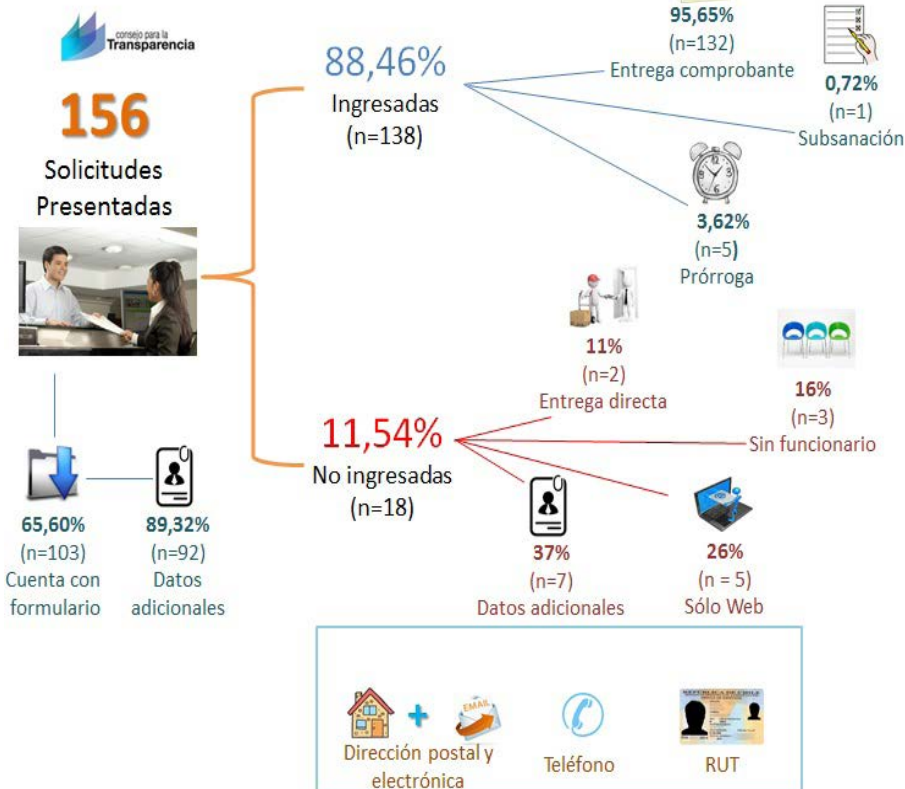 consejo para la
Transparencia
156
Solicitudes
Presentadas
88,46%
Ingresadas
(n=138)
95,65%
(n=132)
Entrega comprobante
0,72%
(n=1)
Subsanación
3,62%
(n=5)
Prórroga
11%
(n=2)
Entrega directa
16%
(n=3)
Sin funcionario
11,54%
No ingresadas
(n=18)
37%
(n=7)
Datos adicionales
26%
(n = 5)
Sólo Web
65,60%
(n=103)
Cuenta con
formulario
89,32%
(n=92)
Datos
adicionales
EMAIL
Dirección postal y
electrónica
Teléfono
REPUBLICA DE CHILE
RUT